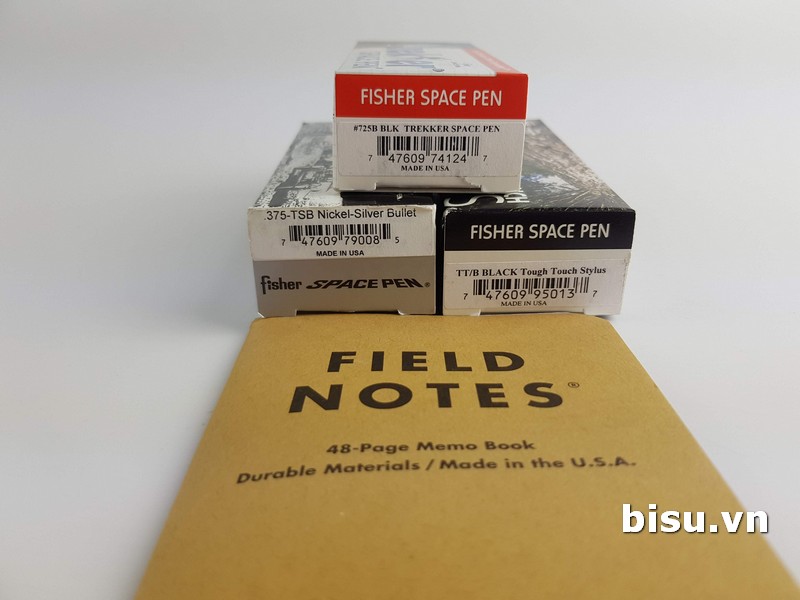 FISHER SPACE PEN
#725B BLK TREKKER SPACE PEN
7 47609 74124 7
MADE IN USA
.375-TSB Nickel-Silver Bullet
7 47609 79008 5
MADE IN USA
fisher SPACE PEN®
FISHER SPACE PEN
TT/B BLACK Tough Touch Stylus
7 47609 95013 7
MADE IN USA
FIELD
NOTES®
48-Page Memo Book
Durable Materials / Made in the U.S.A.
bisu.vn